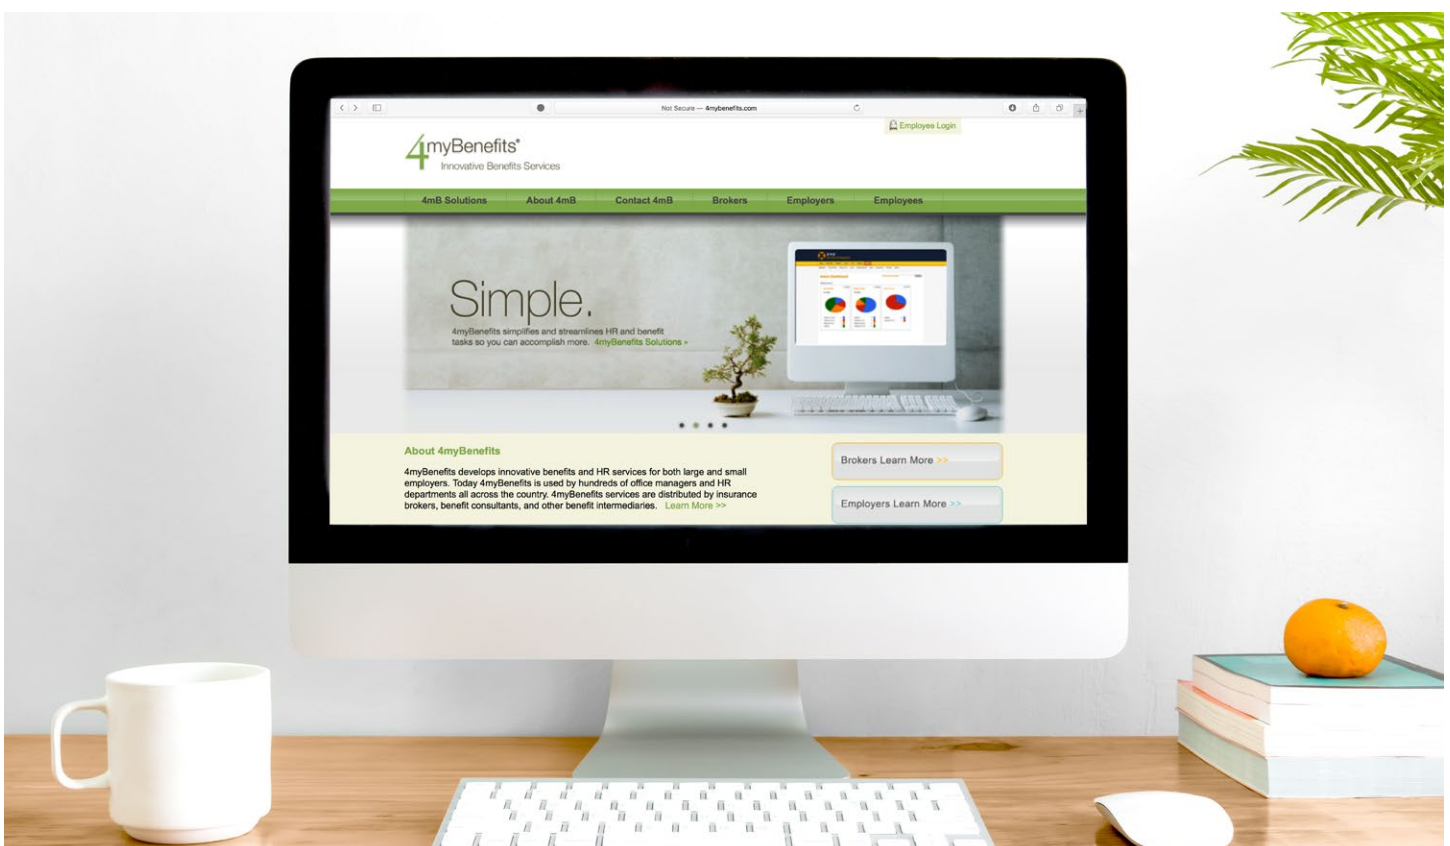 Not Secure — 4mybenefits.com
Employee Login
4myBenefits®
Innovative Benefits Services
4mB Solutions About 4mB Contact 4mB Brokers Employers Employees
Simple.
4myBenefits simplifies and streamlines HR and benefit
tasks so you can accomplish more. 4myBenefits Solutions »
About 4myBenefits
4myBenefits develops innovative benefits and HR services for both large and small
employers. Today 4myBenefits is used by hundreds of office managers and HR
departments all across the country. 4myBenefits services are distributed by insurance
brokers, benefit consultants, and other benefit intermediaries. Learn More >>
Brokers Learn More >>
Employers Learn More >>